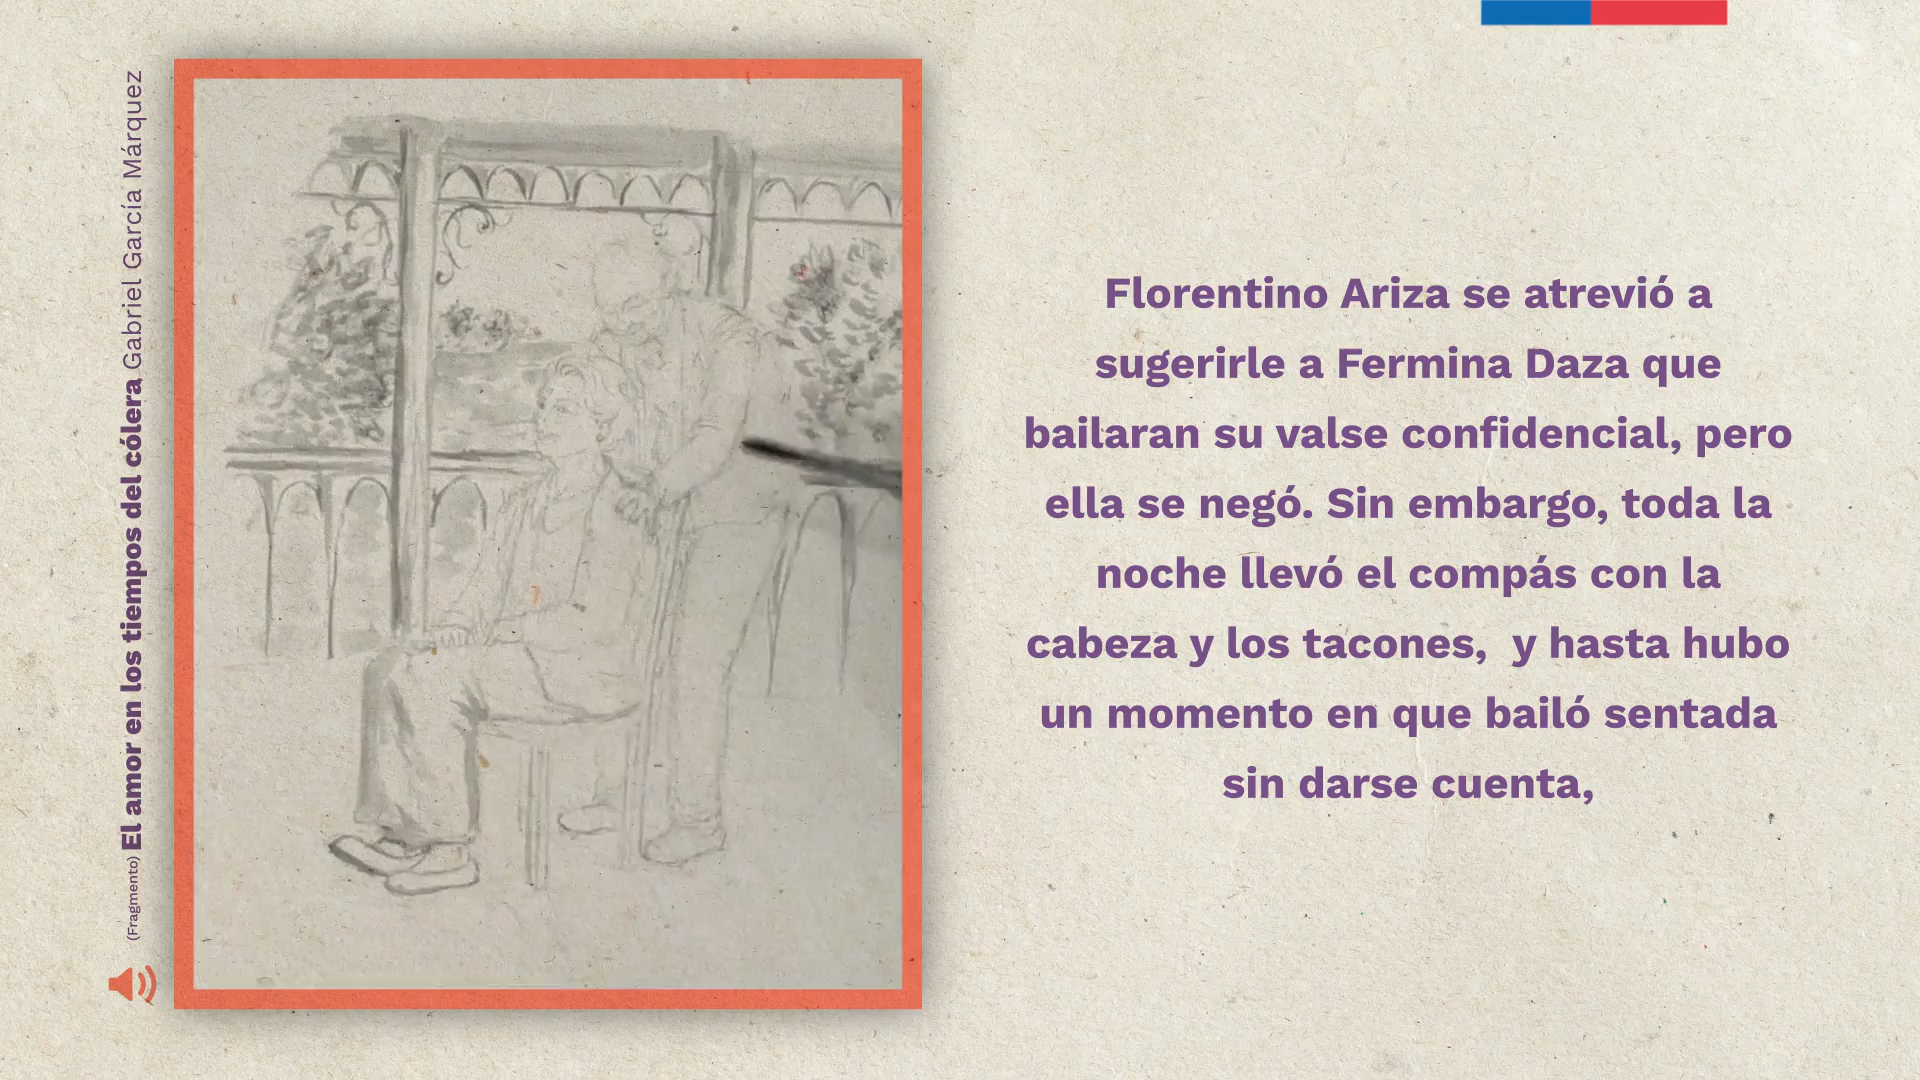 (Fragmento) El amor en los tiempos del cólera Gabriel García Márquez
Florentino Ariza se atrevió a
sugerirle a Fermina Daza que
bailaran su valse confidencial, pero
ella se negó. Sin embargo, toda la
noche llevó el compás con la
cabeza y los tacones,  y hasta hubo
un momento en que bailó sentada
sin darse cuenta,